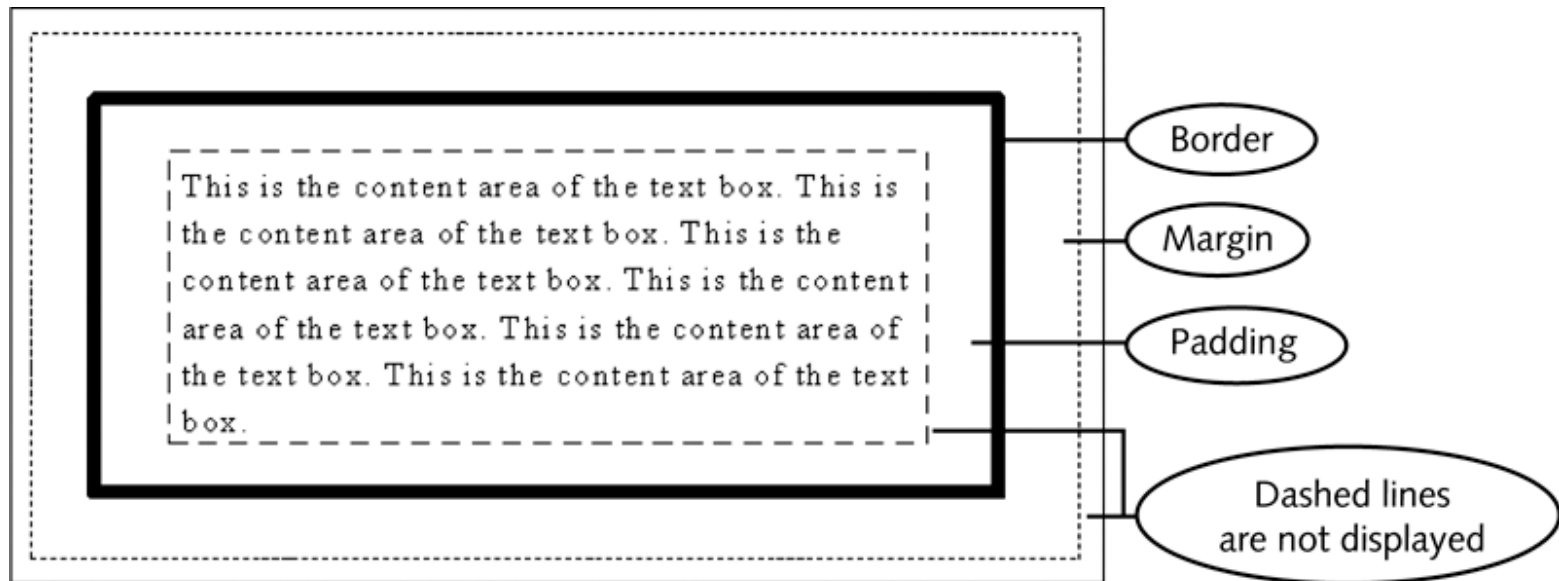 This is the content area of the text box. This is
the content area of the text box. This is the
content area of the text box. This is the content
area of the text box. This is the content area of
the text box. This is the content area of the text
box.
Border
Margin
Padding
Dashed lines
are not displayed